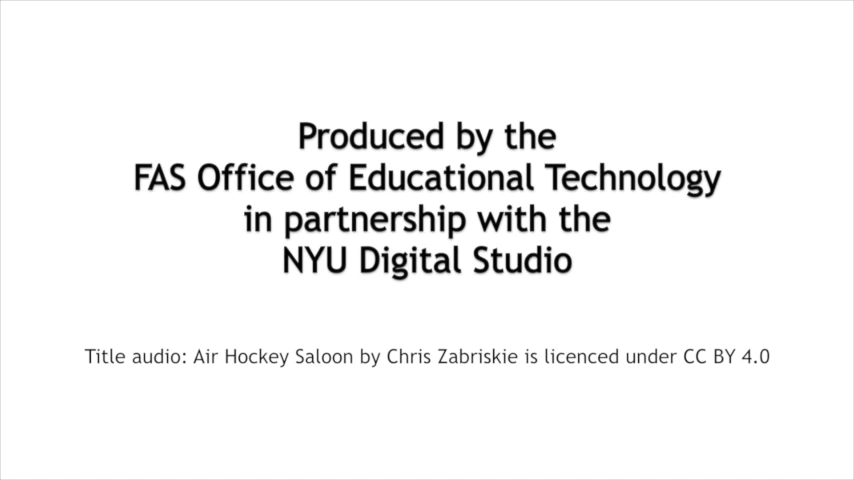 Produced by the
FAS Office of Educational Technology
in partnership with the
NYU Digital Studio
Title audio: Air Hockey Saloon by Chris Zabriskie is licenced under CC BY 4.0